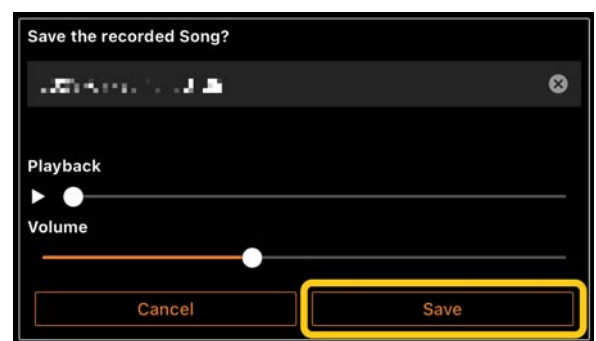 Save the recorded Song?
Playback
Volume
Cancel
Save